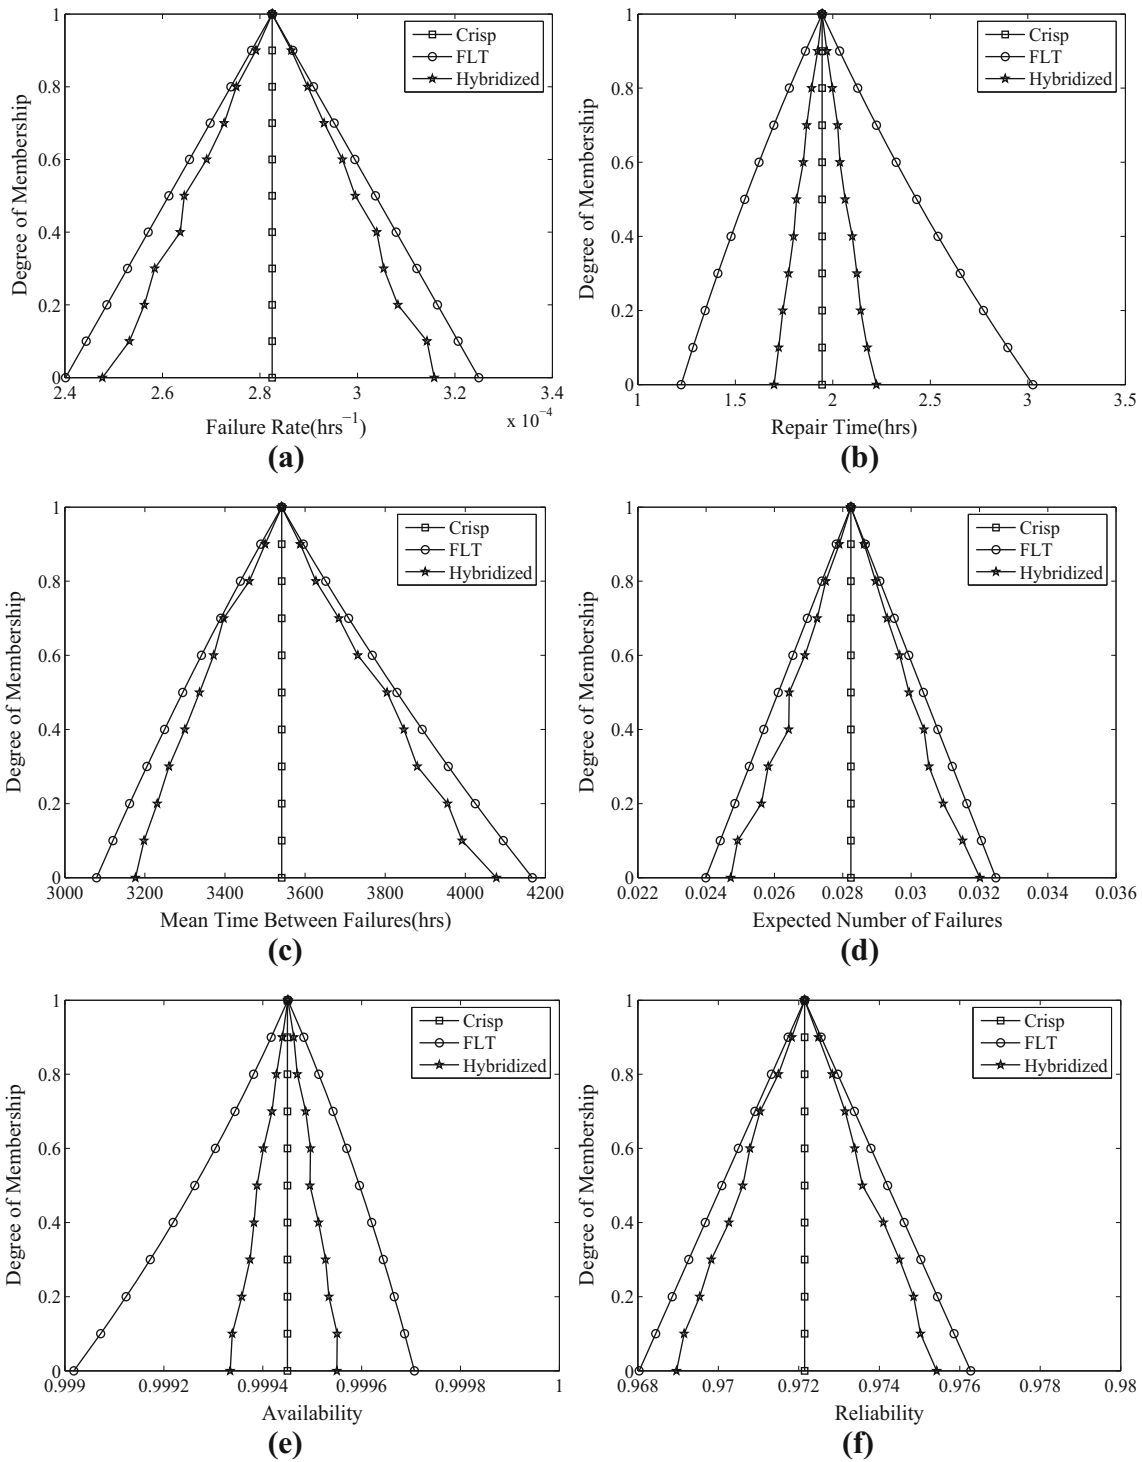 1
0.8
0.6
0.4
0.2
0
Degree of Membership
Crisp
FLT
Hybridized
2.4 2.6 2.8 3 3.2 3.4
x 10⁻⁴
Failure Rate(hrs⁻¹)
(a)
1
0.8
0.6
0.4
0.2
0
Degree of Membership
Crisp
FLT
Hybridized
1 1.5 2 2.5 3 3.5
Repair Time(hrs)
(b)
1
0.8
0.6
0.4
0.2
0
Degree of Membership
Crisp
FLT
Hybridized
3000 3200 3400 3600 3800 4000 4200
Mean Time Between Failures(hrs)
(c)
1
0.8
0.6
0.4
0.2
0
Degree of Membership
Crisp
FLT
Hybridized
0.022 0.024 0.026 0.028 0.03 0.032 0.034 0.036
Expected Number of Failures
(d)
1
0.8
0.6
0.4
0.2
0
Degree of Membership
Crisp
FLT
Hybridized
0.999 0.9992 0.9994 0.9996 0.9998 1
Availability
(e)
1
0.8
0.6
0.4
0.2
0
Degree of Membership
Crisp
FLT
Hybridized
0.968 0.97 0.972 0.974 0.976 0.978 0.98
Reliability
(f)